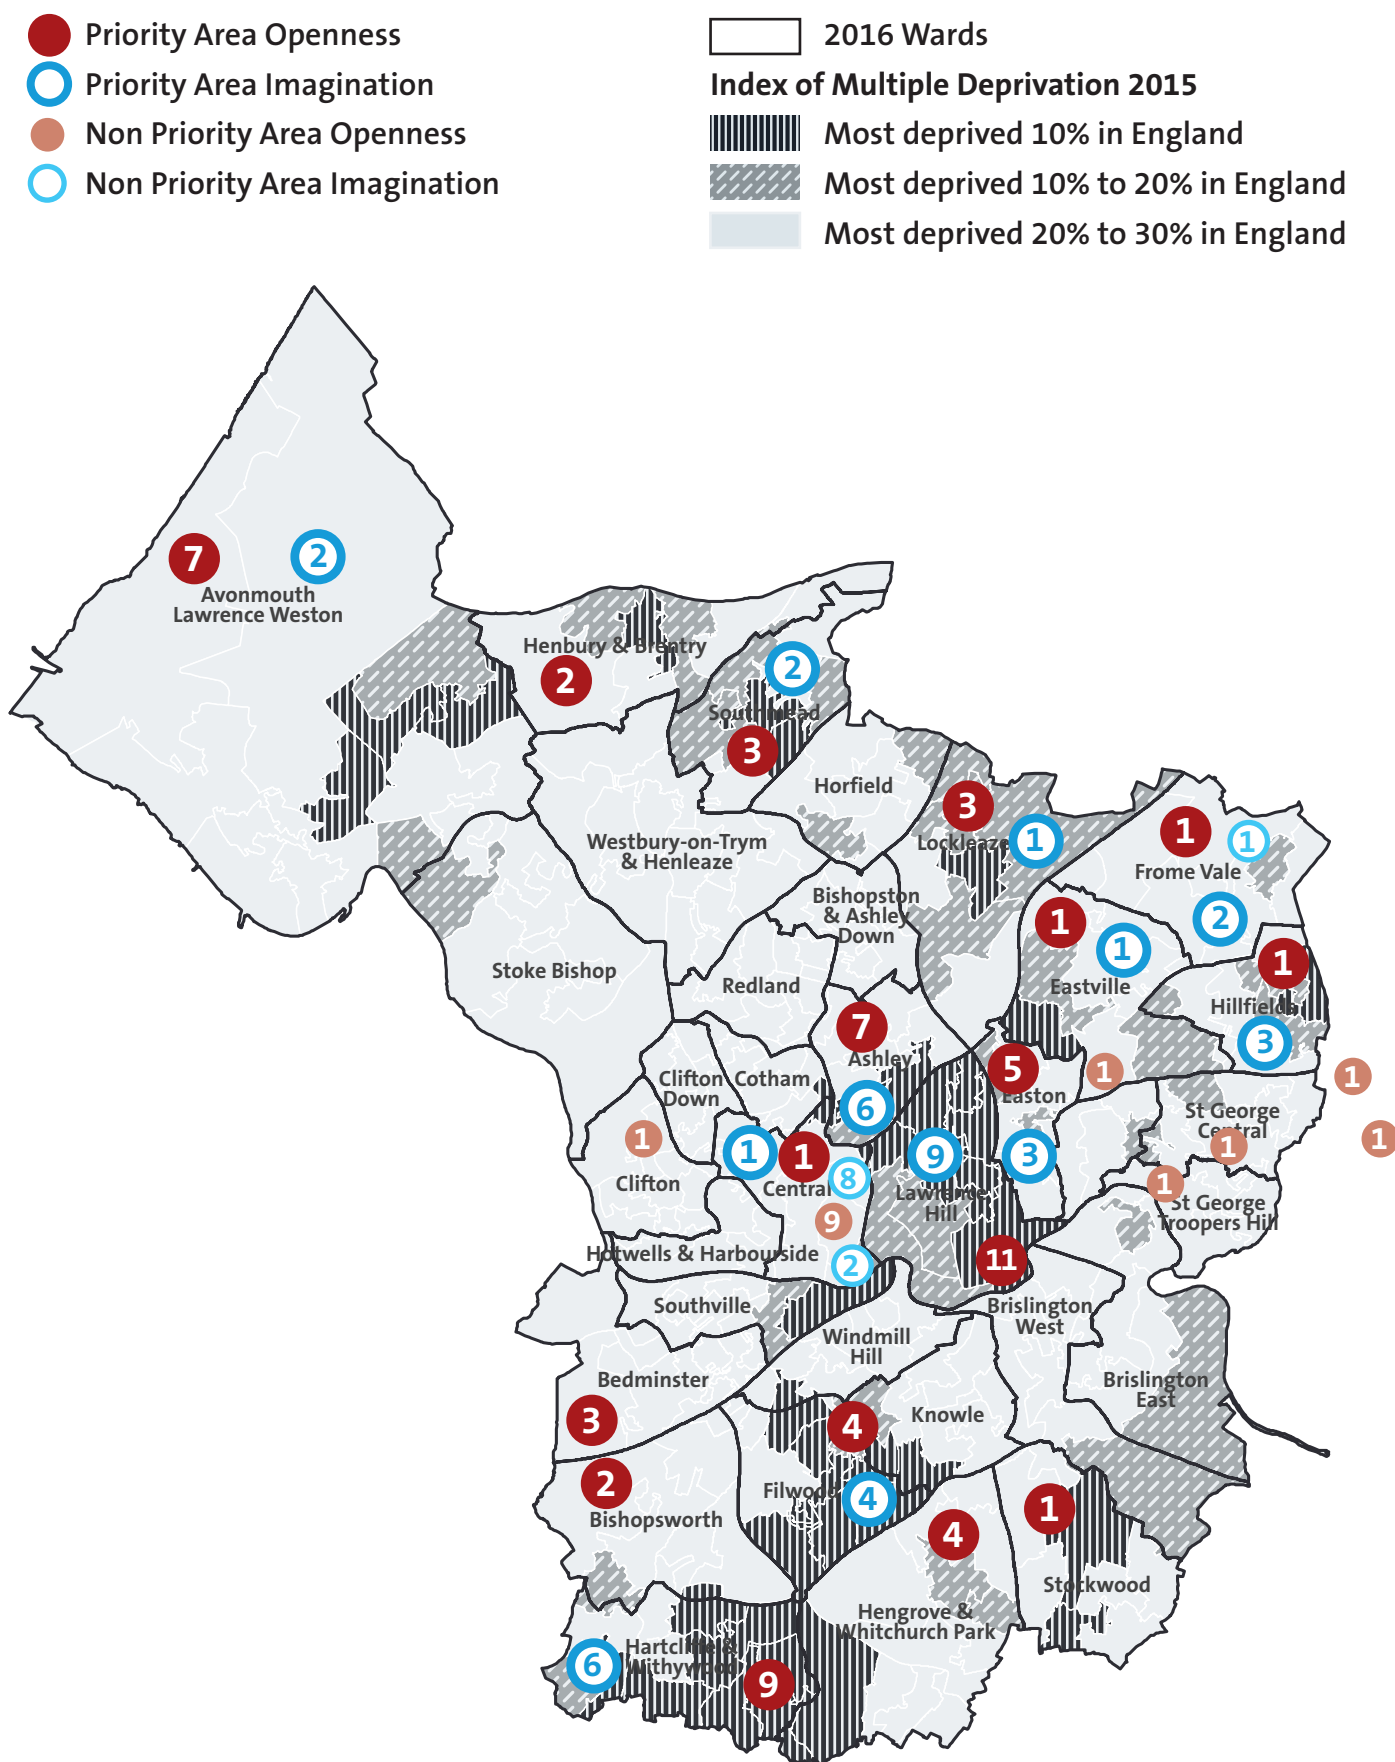 Priority Area Openness
Priority Area Imagination
Non Priority Area Openness
Non Priority Area Imagination
2016 Wards
Index of Multiple Deprivation 2015
Most deprived 10% in England
Most deprived 10% to 20% in England
Most deprived 20% to 30% in England
7
2
Avonmouth
Lawrence Weston
Henbury & Brentry
2
2
Southmead
3
Horfield
3
Lockleaze
1
1
1
Frome Vale
2
Westbury-on-Trym
& Henleaze
Bishopston
& Ashley
Down
1
1
Eastville
1
Hillfields
3
Stoke Bishop
Redland
7
Ashley
6
5
Easton
3
1
1
1
Clifton
Down
Cotham
St George
Central
1
1
St George
Troopers Hill
1
Clifton
1
1
Central
8
9
2
9
Lawrence
Hill
11
Hotwells & Harbourside
Southville
Windmill
Hill
Brislington
West
Brislington
East
Bedminster
3
4
Knowle
2
Bishopsworth
Filwood
4
4
1
Stockwood
Hengrove &
Whitchurch Park
Hartcliffe &
Withywood
6
9